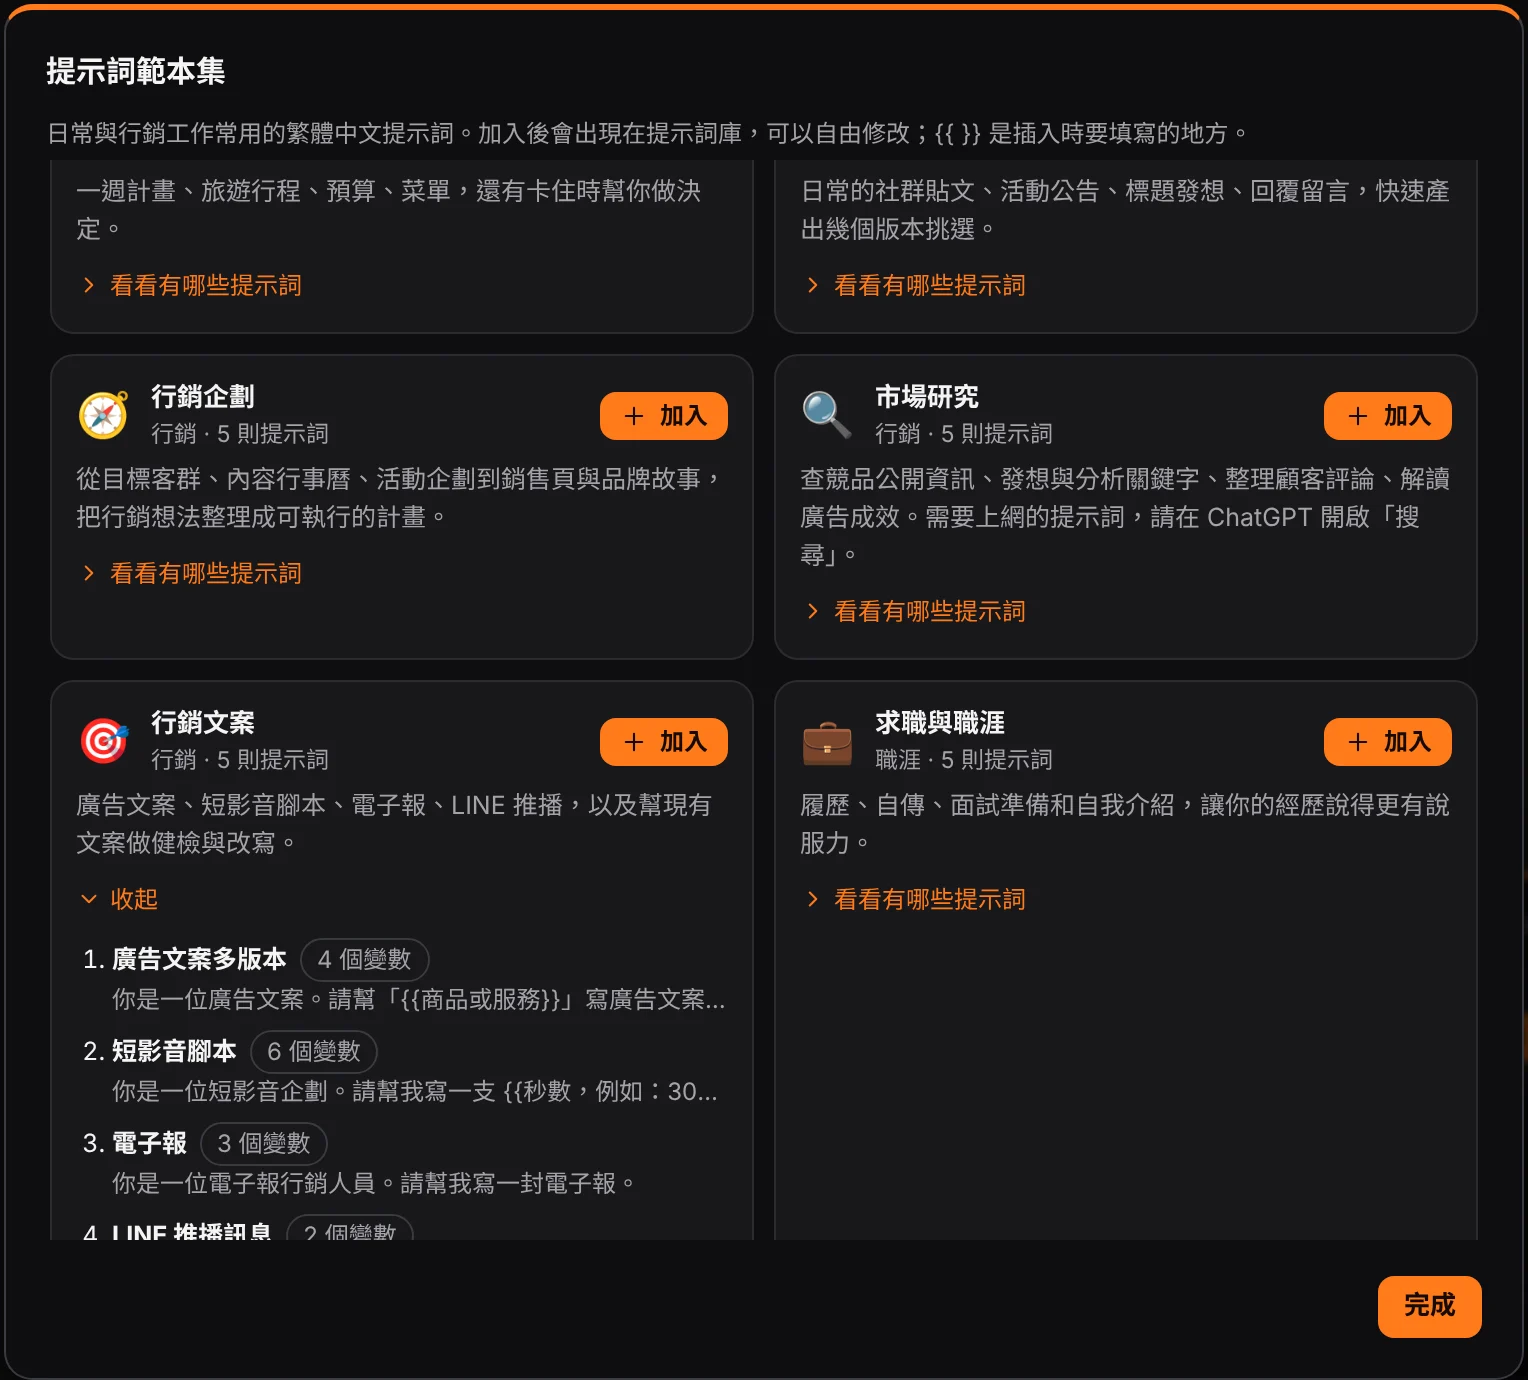 提示詞範本集
日常與行銷工作常用的繁體中文提示詞。加入後會出現在提示詞庫，可以自由修改；{{ }} 是插入時要填寫的地方。
一週計畫、旅遊行程、預算、菜單，還有卡住時幫你做決
定。
看看有哪些提示詞
日常的社群貼文、活動公告、標題發想、回覆留言，快速產
出幾個版本挑選。
看看有哪些提示詞
行銷企劃
行銷 · 5 則提示詞
加入
從目標客群、內容行事曆、活動企劃到銷售頁與品牌故事，
把行銷想法整理成可執行的計畫。
看看有哪些提示詞
市場研究
行銷 · 5 則提示詞
加入
查競品公開資訊、發想與分析關鍵字、整理顧客評論、解讀
廣告成效。需要上網的提示詞，請在 ChatGPT 開啟「搜
尋」。
看看有哪些提示詞
行銷文案
行銷 · 5 則提示詞
加入
廣告文案、短影音腳本、電子報、LINE 推播，以及幫現有
文案做健檢與改寫。
收起
1. 廣告文案多版本 4 個變數
你是一位廣告文案。請幫「{{商品或服務}}」寫廣告文案...
2. 短影音腳本 6 個變數
你是一位短影音企劃。請幫我寫一支 {{秒數，例如：30...
3. 電子報 3 個變數
你是一位電子報行銷人員。請幫我寫一封電子報。
4. LINE 推播訊息 2 個變數
求職與職涯
職涯 · 5 則提示詞
加入
履歷、自傳、面試準備和自我介紹，讓你的經歷說得更有說
服力。
看看有哪些提示詞
完成